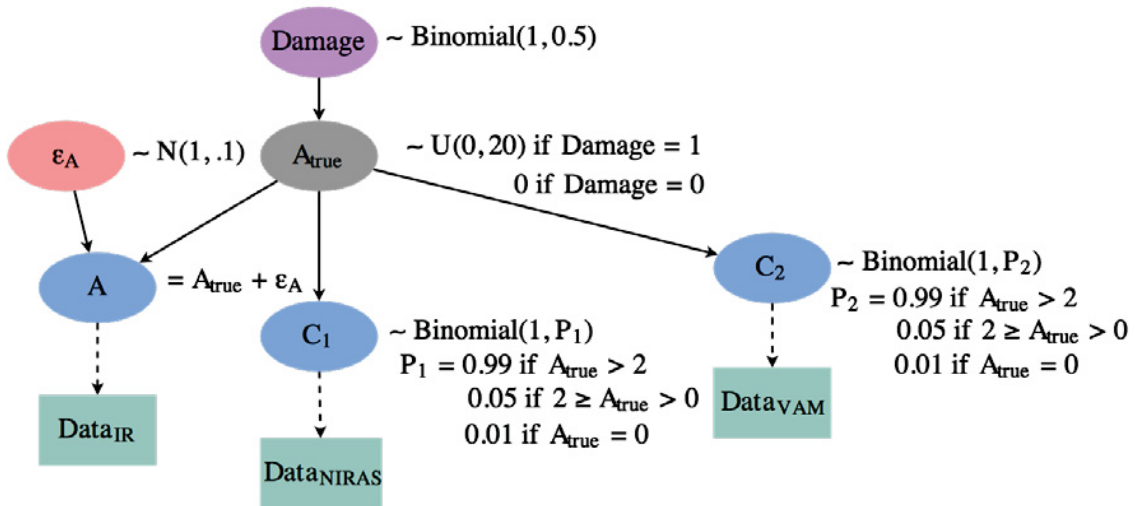 Damage ~ Binomial(1, 0.5)
ε_A ~ N(1, .1)
A_true ~ U(0, 20) if Damage = 1
0 if Damage = 0
A = A_true + ε_A
C_1 ~ Binomial(1, P_1)
P_1 = 0.99 if A_true > 2
0.05 if 2 ≥ A_true > 0
0.01 if A_true = 0
C_2 ~ Binomial(1, P_2)
P_2 = 0.99 if A_true > 2
0.05 if 2 ≥ A_true > 0
0.01 if A_true = 0
Data_IR
Data_NIRAS
Data_VAM